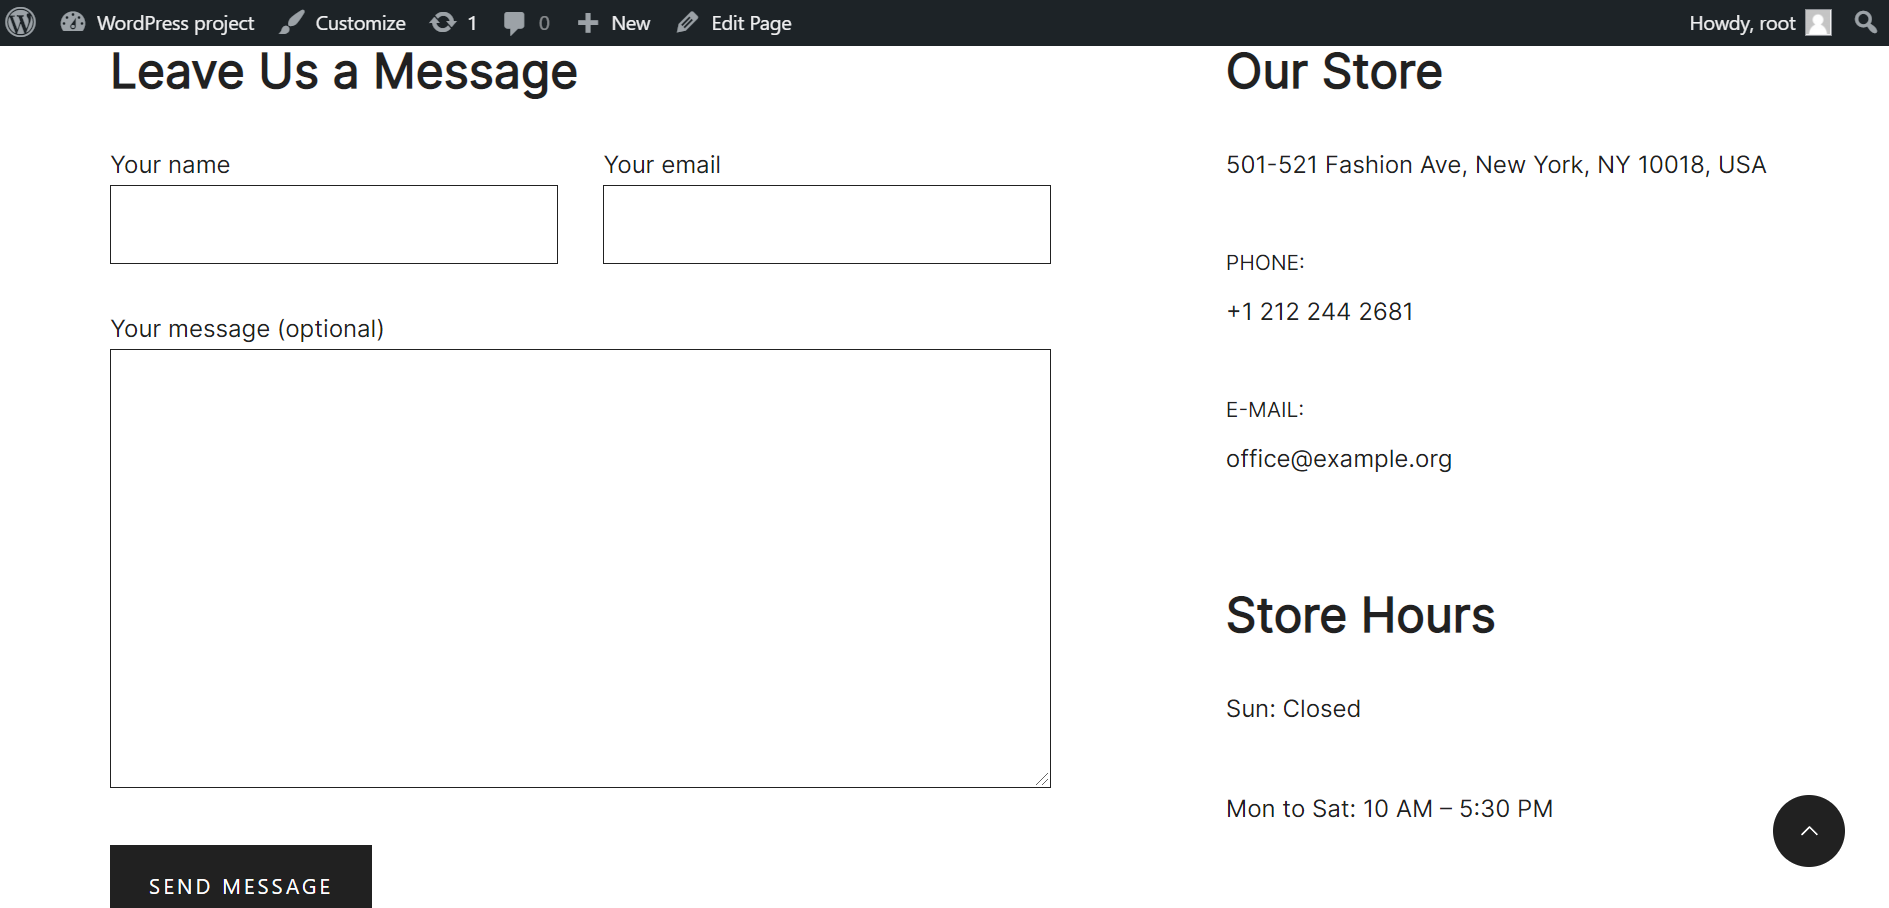 WordPress project Customize 1 0 New Edit Page Howdy, root
Leave Us a Message
Your name
Your email
Your message (optional)
SEND MESSAGE
Our Store
501-521 Fashion Ave, New York, NY 10018, USA
PHONE:
+1 212 244 2681
E-MAIL:
office@example.org
Store Hours
Sun: Closed
Mon to Sat: 10 AM – 5:30 PM